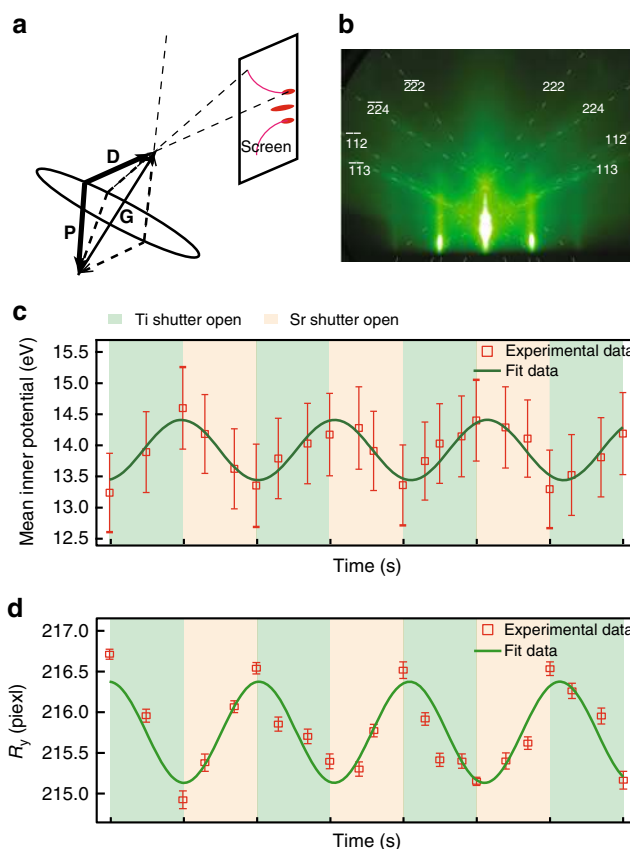 a
D
G
P
Screen
b
2̅2̅2
222
2̅2̅4
224
1̅1̅2
112
1̅1̅3
113
c
Ti shutter open
Sr shutter open
Mean inner potential (eV)
15.5
15.0
14.5
14.0
13.5
13.0
12.5
Experimental data
Fit data
Time (s)
d
Ry (piexl)
217.0
216.5
216.0
215.5
215.0
Experimental data
Fit data
Time (s)